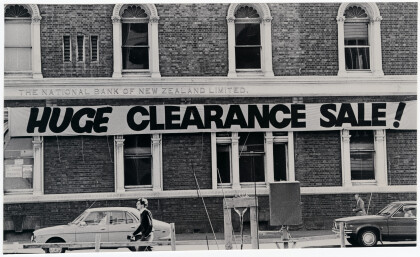 THE NATIONAL BANK OF NEW ZEALAND LIMITED.
HUGE CLEARANCE SALE!